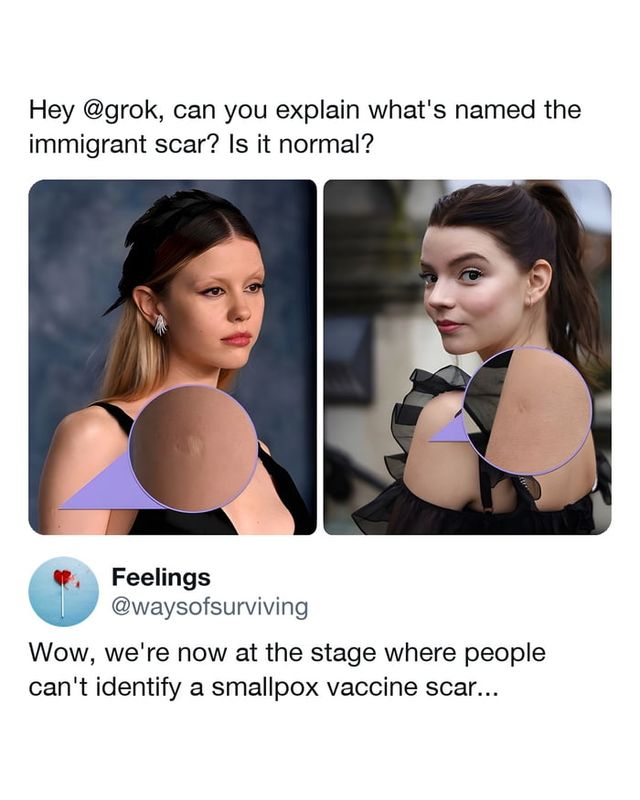 Hey @grok, can you explain what's named the
immigrant scar? Is it normal?
Feelings
@waysofsurviving
Wow, we're now at the stage where people
can't identify a smallpox vaccine scar...